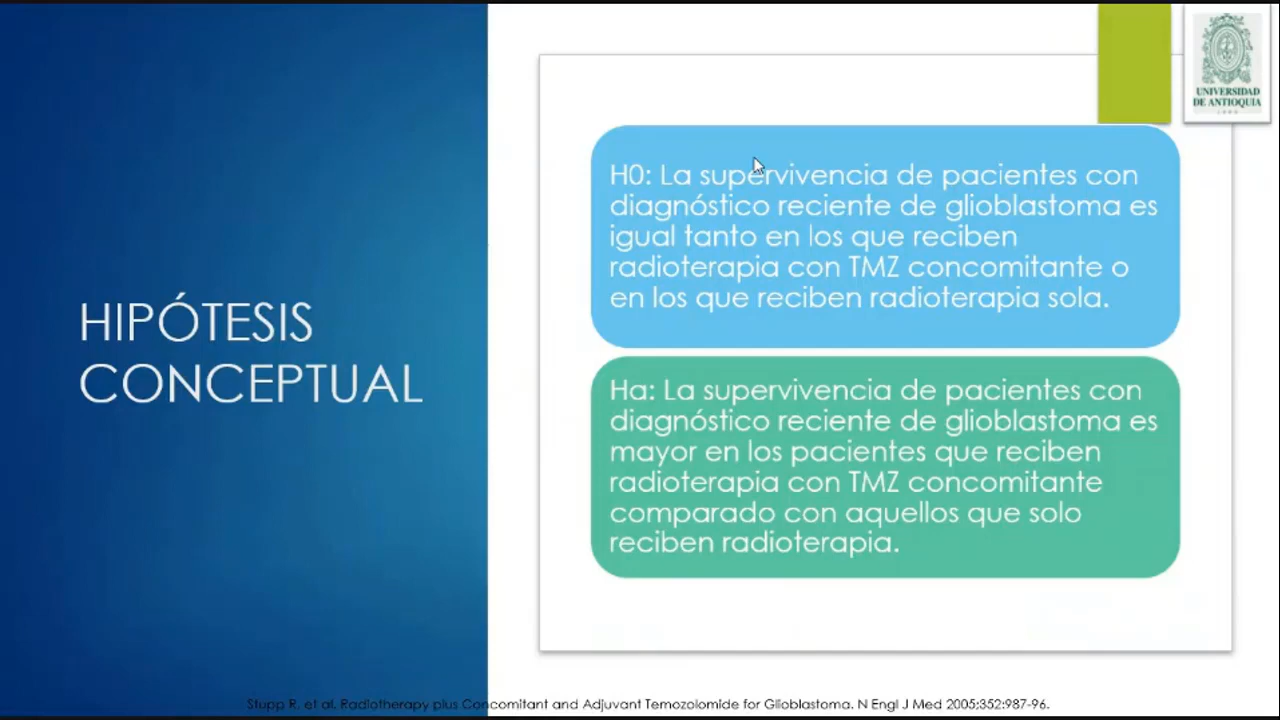 UNIVERSIDAD
DE ANTIOQUIA
HIPÓTESIS
CONCEPTUAL
H0: La supervivencia de pacientes con
diagnóstico reciente de glioblastoma es
igual tanto en los que reciben
radioterapia con TMZ concomitante o
en los que reciben radioterapia sola.
Ha: La supervivencia de pacientes con
diagnóstico reciente de glioblastoma es
mayor en los pacientes que reciben
radioterapia con TMZ concomitante
comparado con aquellos que solo
reciben radioterapia.
Stupp R. et al. Radiotherapy plus Concomitant and Adjuvant Temozolomide for Glioblastoma. N Engl J Med 2005;352:987-96.